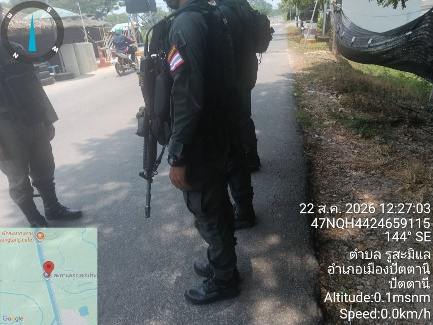 22 ส.ค. 2026 12:27:03
47NQH4424659116
144° SE
ตำบล รูสะมิแล
อำเภอเมืองปัตตานี
ปัตตานี
Altitude:0.1msnm
Speed:0.0km/h
Google